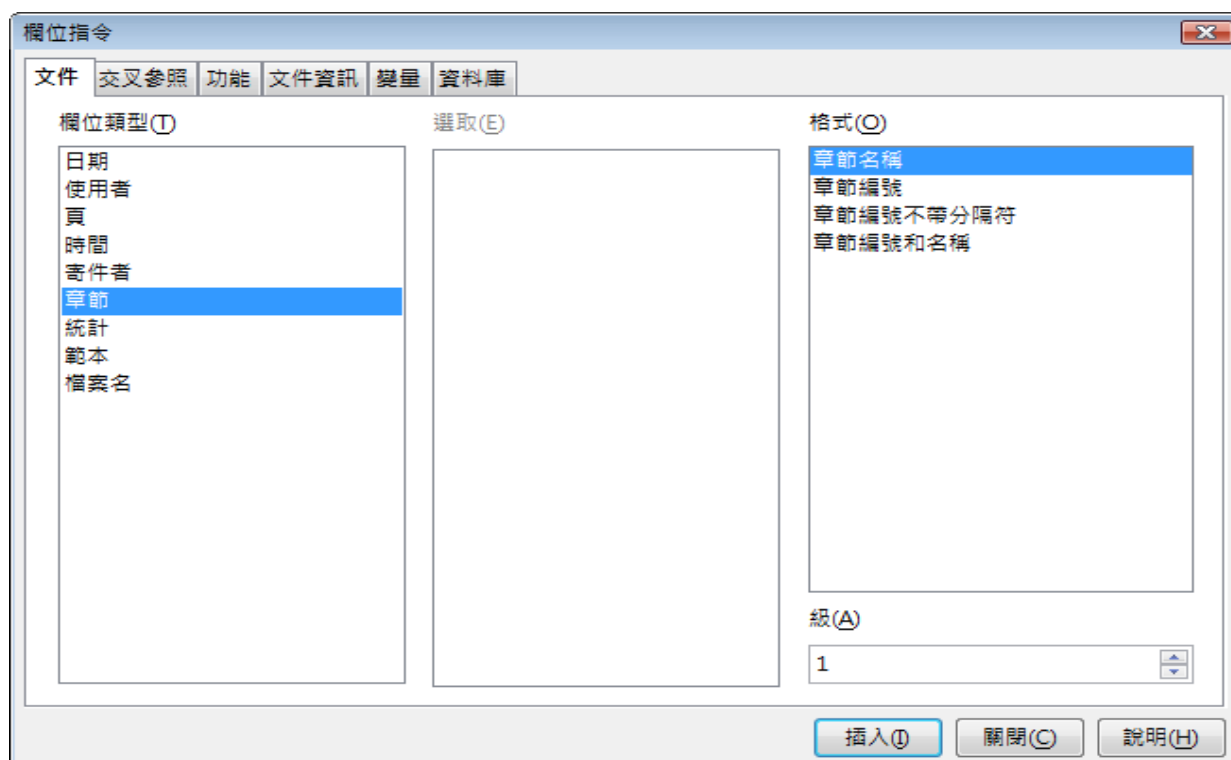 欄位指令
文件 交叉參照 功能 文件資訊 變量 資料庫
欄位類型(T)
日期
使用者
頁
時間
寄件者
章節
統計
範本
檔案名
選取(E)
格式(O)
章節名稱
章節編號
章節編號不帶分隔符
章節編號和名稱
級(A)
1
插入(I) 關閉(C) 說明(H)